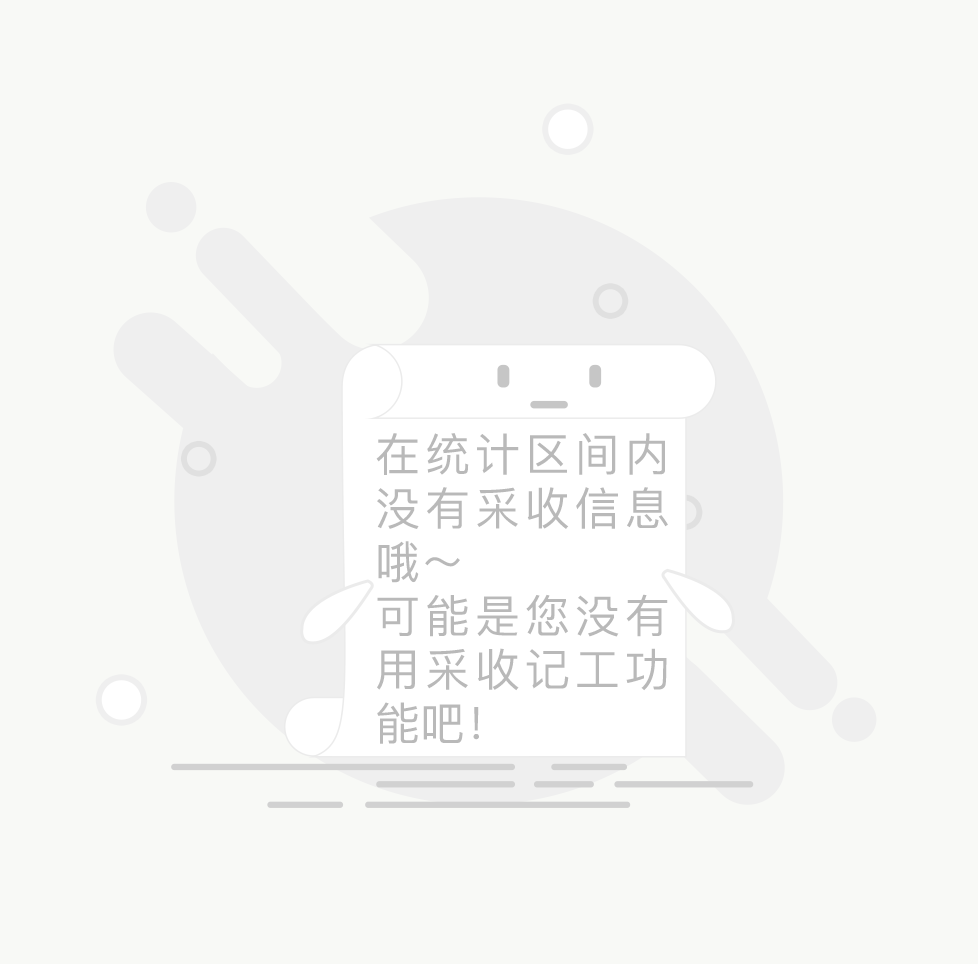 在统计区间内
没有采收信息
哦～
可能是您没有
用采收记工功
能吧!